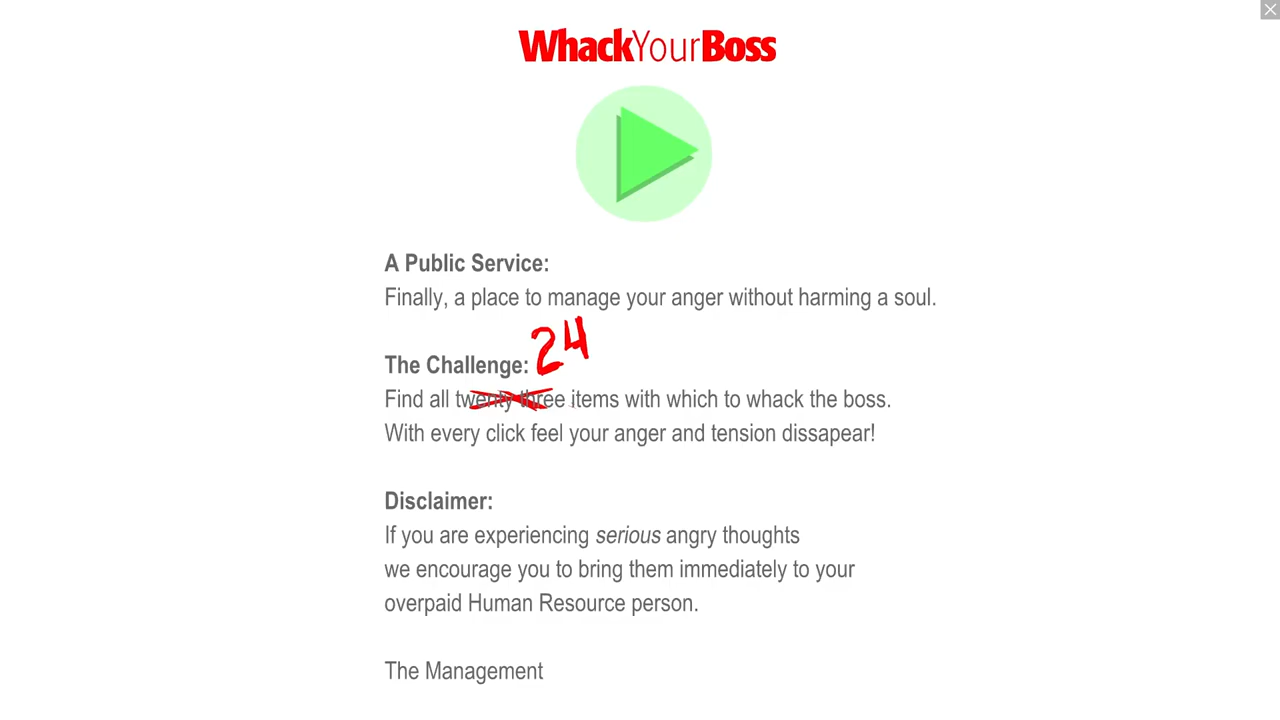 WhackYourBoss
A Public Service:
Finally, a place to manage your anger without harming a soul.
24
The Challenge:
Find all twenty three items with which to whack the boss.
With every click feel your anger and tension dissapear!
Disclaimer:
If you are experiencing serious angry thoughts
we encourage you to bring them immediately to your
overpaid Human Resource person.
The Management